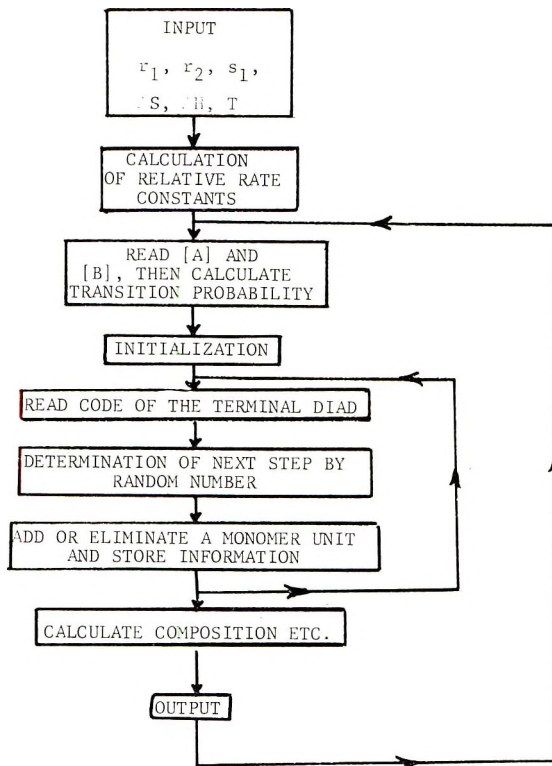 INPUT
r1, r2, s1,
S, H, T
CALCULATION
OF RELATIVE RATE
CONSTANTS
READ [A] AND
[B], THEN CALCULATE
TRANSITION PROBABILITY
INITIALIZATION
READ CODE OF THE TERMINAL DIAD
DETERMINATION OF NEXT STEP BY
RANDOM NUMBER
ADD OR ELIMINATE A MONOMER UNIT
AND STORE INFORMATION
CALCULATE COMPOSITION ETC.
OUTPUT